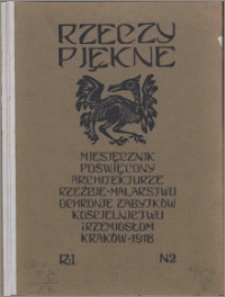 RZECZY
PIĘKNE
MIESIĘCZNIK
POŚWIĘCONY
ARCHITEKTURZE
RZEŹBIE-MALARSTWU
OCHRONIE ZABYTKÓW
KOŚCIELNICTWU
I RZEMIOSŁOM
KRAKÓW-1918
R.I. N2